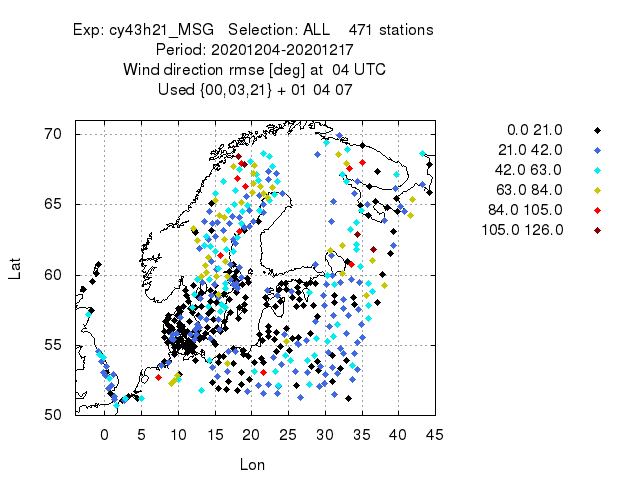 Exp: cy43h21_MSG   Selection: ALL    471 stations
Period: 20201204-20201217
Wind direction rmse [deg] at  04 UTC
Used {00,03,21} + 01 04 07
0.0 21.0
21.0 42.0
42.0 63.0
63.0 84.0
84.0 105.0
105.0 126.0
70
65
60
55
50
Lat
0 5 10 15 20 25 30 35 40 45
Lon